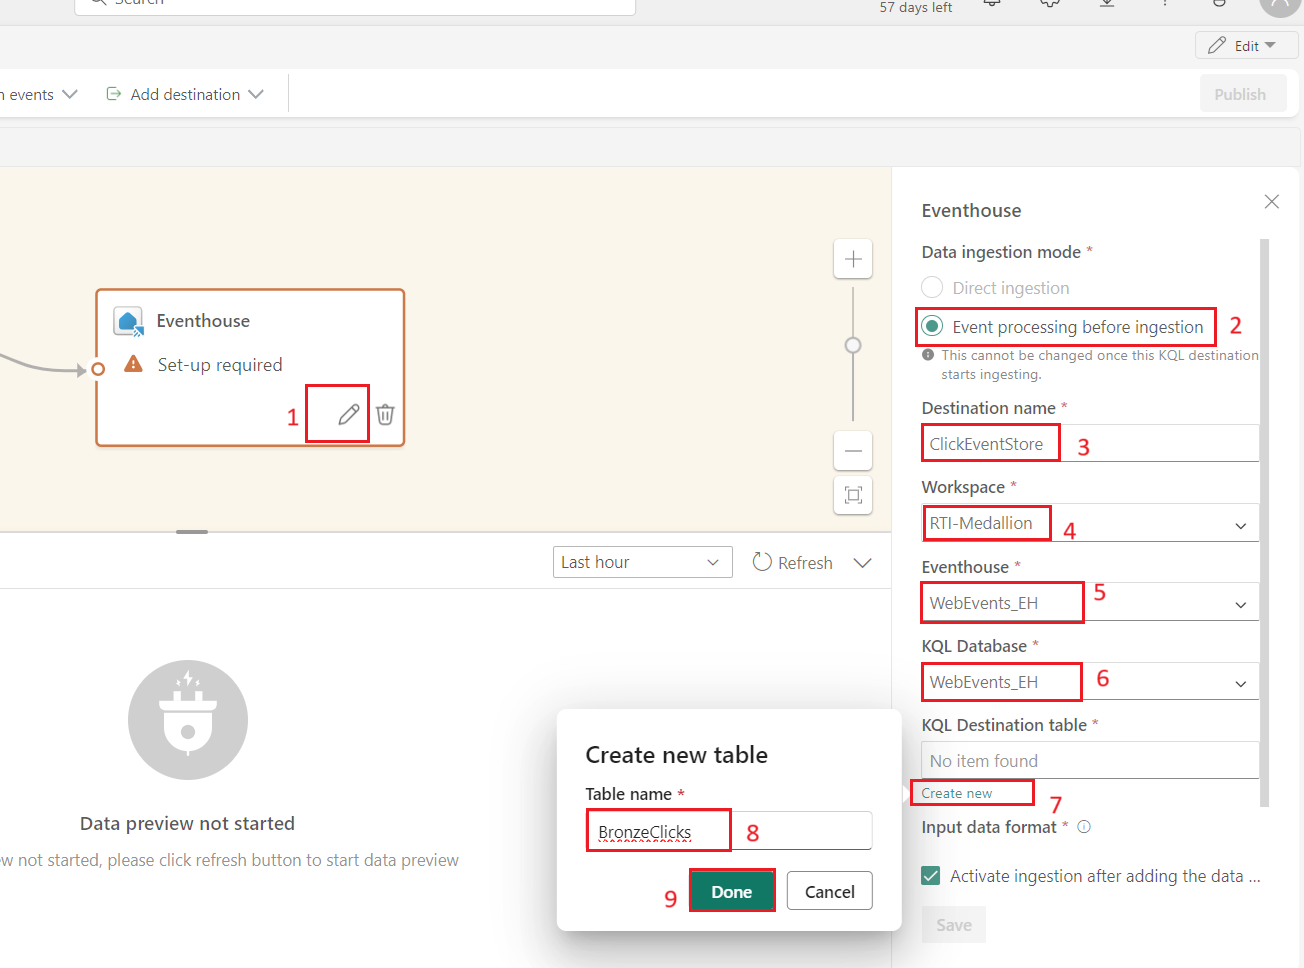 57 days left
Edit
events
Add destination
Publish
Eventhouse
Set-up required
1
Last hour
Refresh
Data preview not started
not started, please click refresh button to start data preview
Eventhouse
Data ingestion mode *
Direct ingestion
Event processing before ingestion
2
This cannot be changed once this KQL destination
starts ingesting.
Destination name *
ClickEventStore
3
Workspace *
RTI-Medallion
4
Eventhouse *
WebEvents_EH
5
KQL Database *
WebEvents_EH
6
KQL Destination table *
No item found
Create new
7
Input data format *
Activate ingestion after adding the data ...
Save
Create new table
Table name *
BronzeClicks
8
9
Done
Cancel